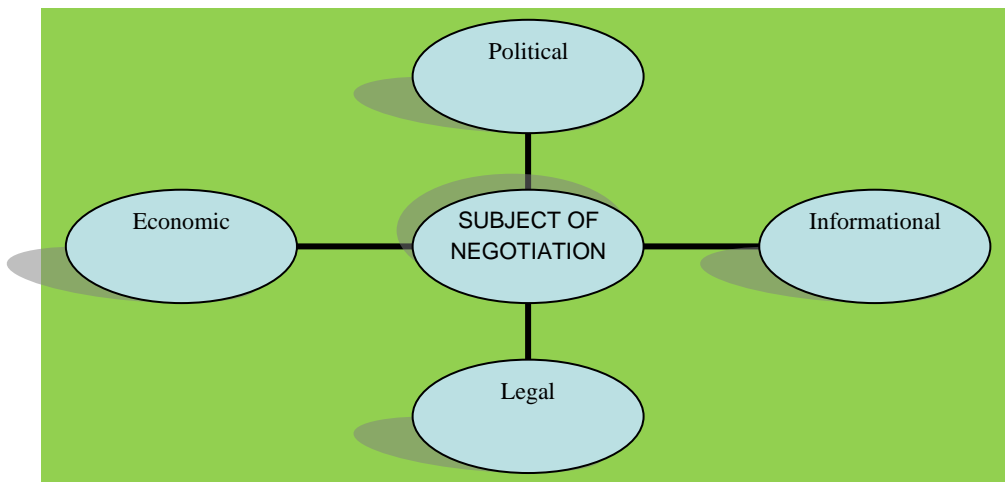 Political
Economic
SUBJECT OF
NEGOTIATION
Informational
Legal